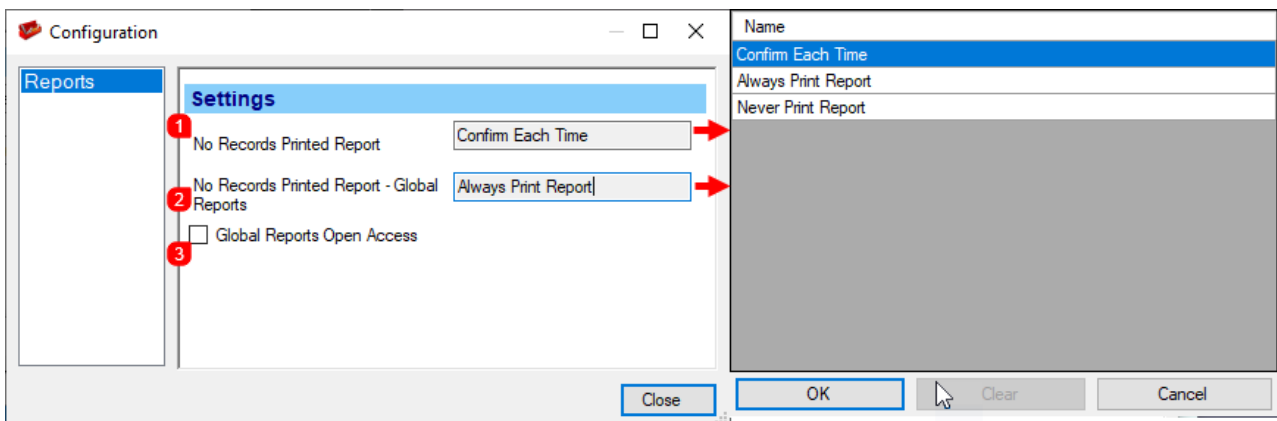 Configuration
Reports
Settings
1
No Records Printed Report
Confirm Each Time
2
No Records Printed Report - Global
Reports
Always Print Report
3
Global Reports Open Access
Close
Name
Confirm Each Time
Always Print Report
Never Print Report
OK
Clear
Cancel